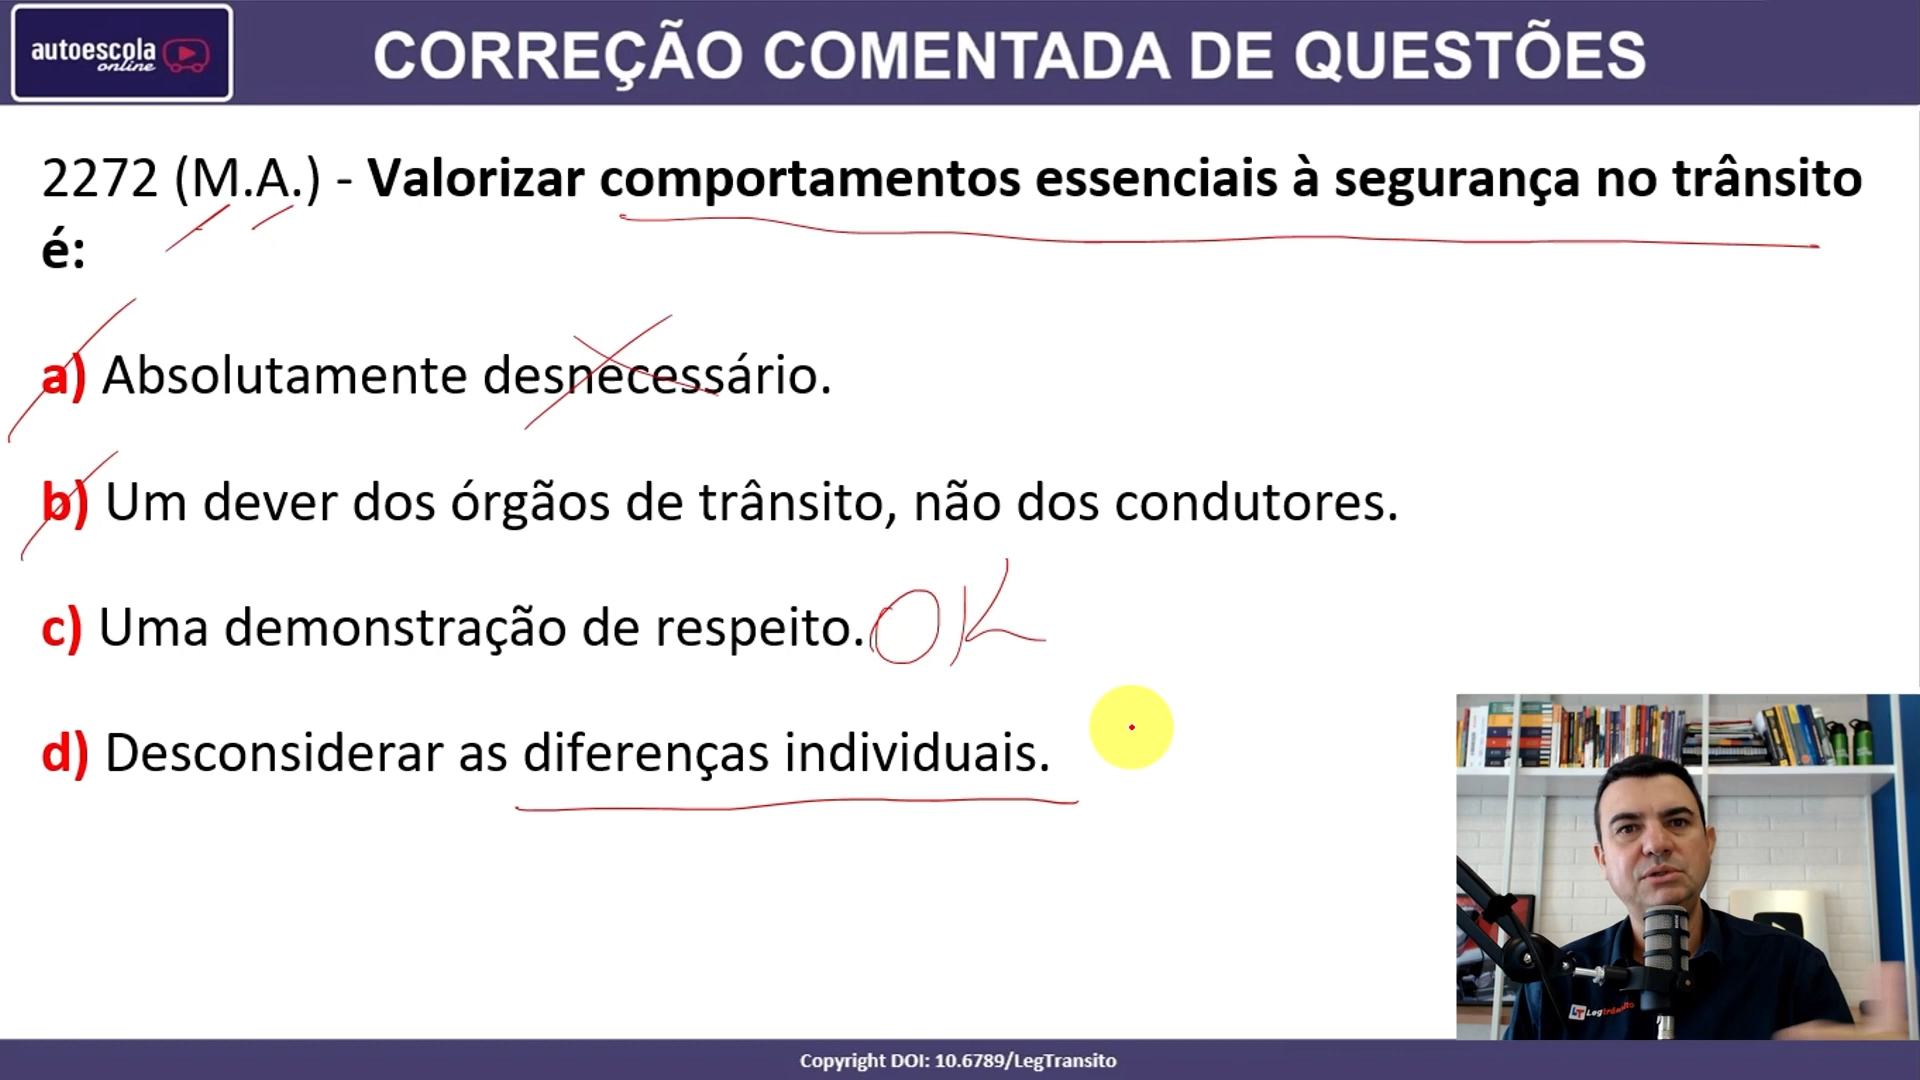 autoescola
online
CORREÇÃO COMENTADA DE QUESTÕES
2272 (M.A.) - Valorizar comportamentos essenciais à segurança no trânsito
é:
a) Absolutamente desnecessário.
b) Um dever dos órgãos de trânsito, não dos condutores.
c) Uma demonstração de respeito. OK
d) Desconsiderar as diferenças individuais.
LT Legtrânsito
Copyright DOI: 10.6789/LegTransito